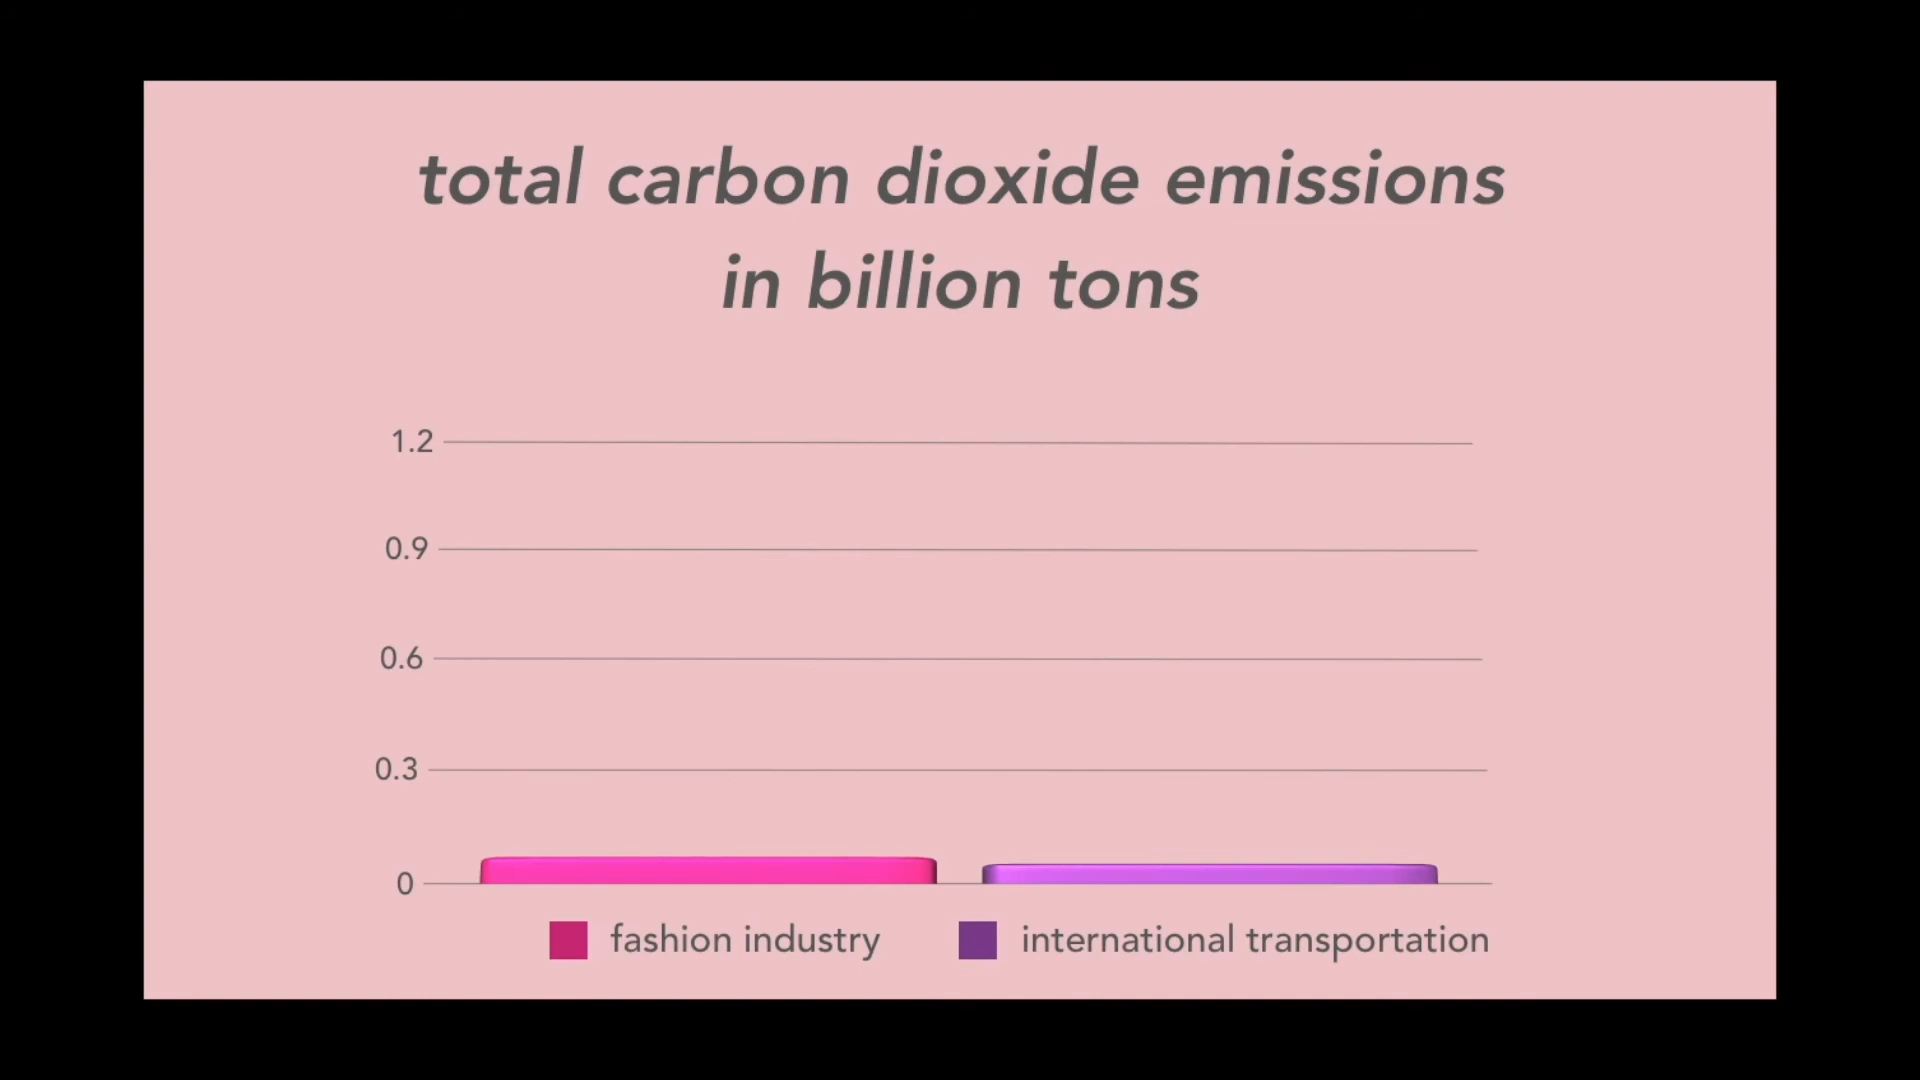 total carbon dioxide emissions
in billion tons
1.2
0.9
0.6
0.3
0
fashion industry
international transportation